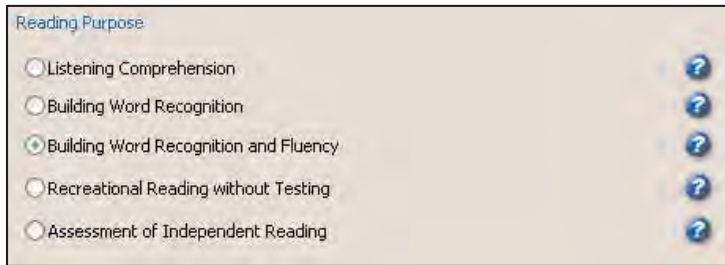 Reading Purpose
Listening Comprehension
Building Word Recognition
Building Word Recognition and Fluency
Recreational Reading without Testing
Assessment of Independent Reading